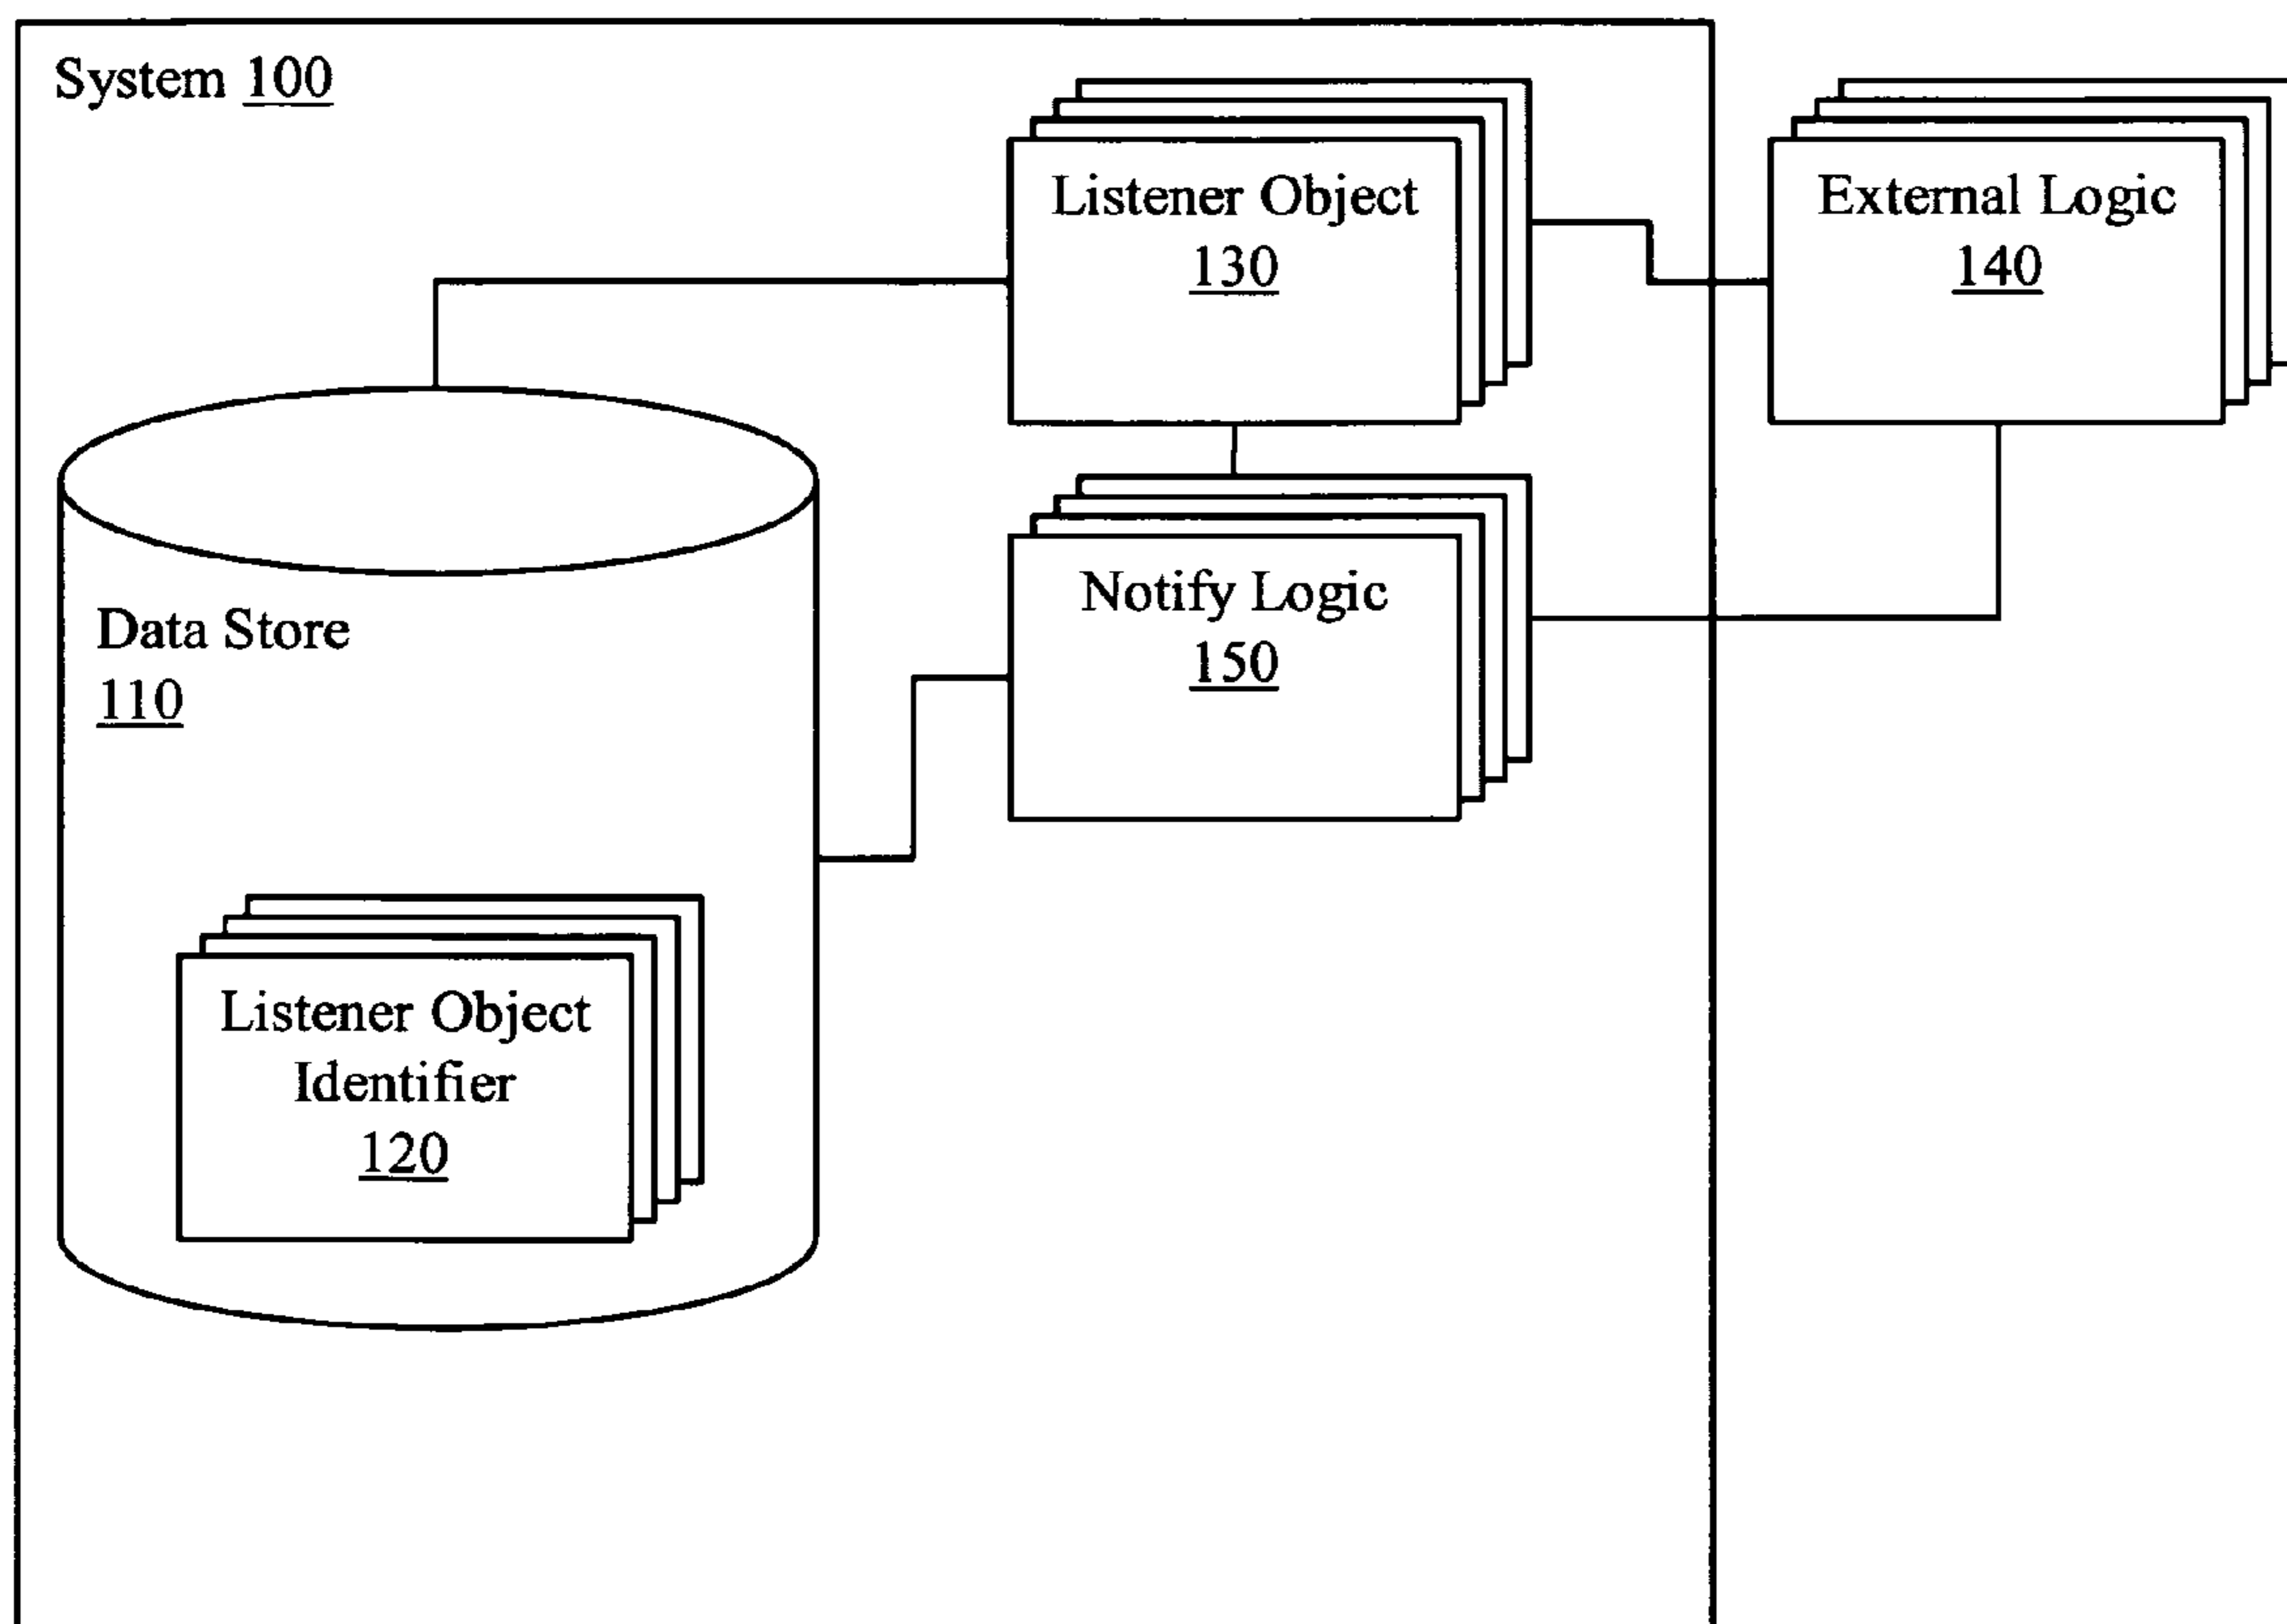 System 100
Listener Object
130
External Logic
140
Notify Logic
150
Data Store
110
Listener Object
Identifier
120